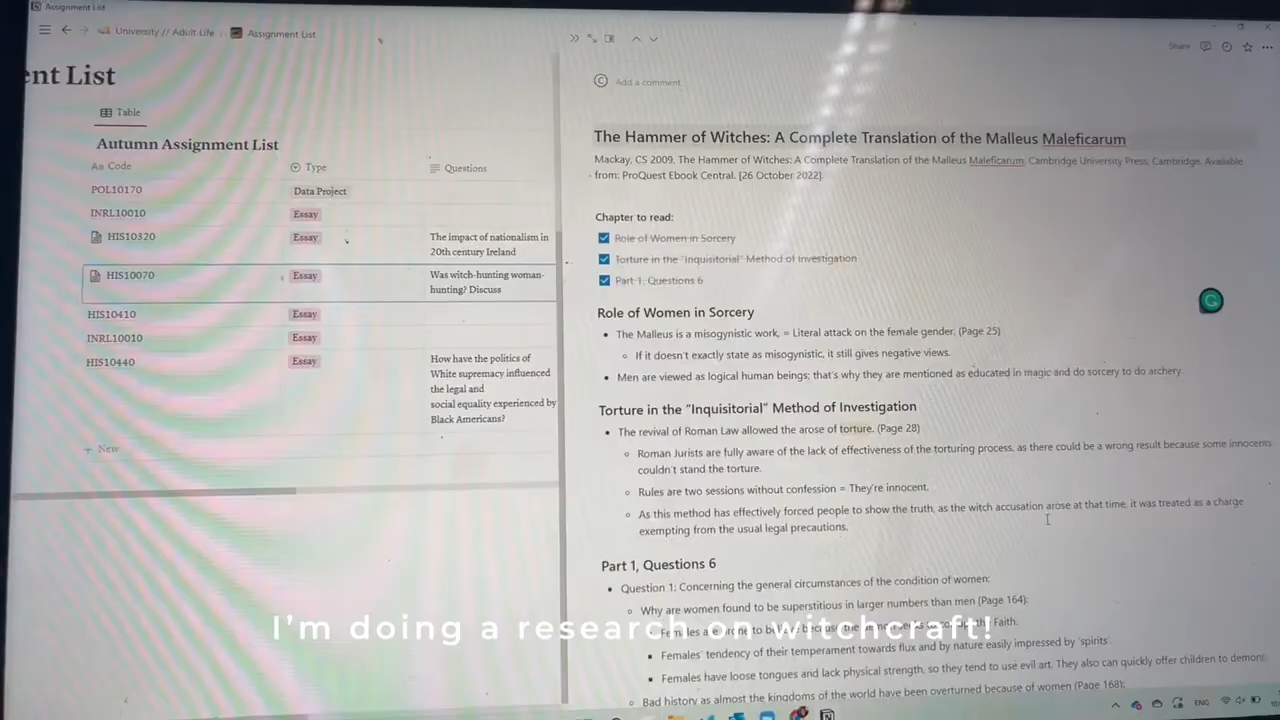 Assignment List
University // Adult Life
Assignment List
Share
ent List
Table
Autumn Assignment List
Aa Code
Type
Questions
POL10170
Data Project
INRL10010
Essay
HIS10320
Essay
The impact of nationalism in
20th century Ireland
HIS10070
Essay
Was witch-hunting woman-
hunting? Discuss
HIS10410
Essay
INRL10010
Essay
HIS10440
Essay
How have the politics of
White supremacy influenced
the legal and
social equality experienced by
Black Americans?
+ New
C
Add a comment
The Hammer of Witches: A Complete Translation of the Malleus Maleficarum
Mackay, CS 2009, The Hammer of Witches: A Complete Translation of the Malleus Maleficarum, Cambridge University Press, Cambridge. Available
from: ProQuest Ebook Central. [26 October 2022].
Chapter to read:
Role of Women in Sorcery
Torture in the "Inquisitorial" Method of Investigation
Part 1, Questions 6
Role of Women in Sorcery
• The Malleus is a misogynistic work, = Literal attack on the female gender. (Page 25)
◦ If it doesn't exactly state as misogynistic, it still gives negative views.
• Men are viewed as logical human beings; that's why they are mentioned as educated in magic and do sorcery to do archery.
Torture in the "Inquisitorial" Method of Investigation
• The revival of Roman Law allowed the arose of torture. (Page 28)
◦ Roman Jurists are fully aware of the lack of effectiveness of the torturing process, as there could be a wrong result because some innocents
couldn't stand the torture.
◦ Rules are two sessions without confession = They're innocent.
◦ As this method has effectively forced people to show the truth, as the witch accusation arose at that time, it was treated as a charge
exempting from the usual legal precautions.
Part 1, Questions 6
• Question 1: Concerning the general circumstances of the condition of women:
◦ Why are women found to be superstitious in larger numbers than men (Page 164):
▪ Females are prone to because the demon seeks to Faith.
I'm doing a research on witchcraft!
▪ Females' tendency of their temperament towards flux and by nature easily impressed by 'spirits'
▪ Females have loose tongues and lack physical strength, so they tend to use evil art. They also can quickly offer children to demon
◦ Bad history as almost the kingdoms of the world have been overturned because of women (Page 168):
ENG